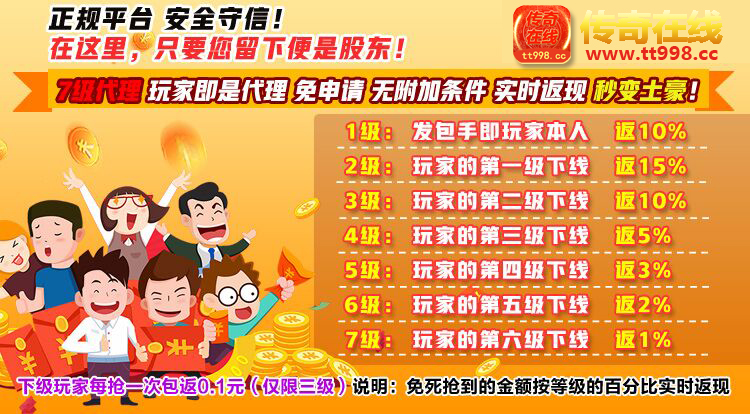 正规平台 安全守信！
在这里，只要您留下便是股东！
传奇在线
tt998.cc
传奇在线
www.tt998.cc
7级代理 玩家即是代理 免申请 无附加条件 实时返现 秒变土豪！
1级： 发包手即玩家本人 返10%
2级： 玩家的第一级下线 返15%
3级： 玩家的第二级下线 返10%
4级： 玩家的第三级下线 返5%
5级： 玩家的第四级下线 返3%
6级： 玩家的第五级下线 返2%
7级： 玩家的第六级下线 返1%
下级玩家每抢一次包返0.1元（仅限三级）说明：免死抢到的金额按等级的百分比实时返现